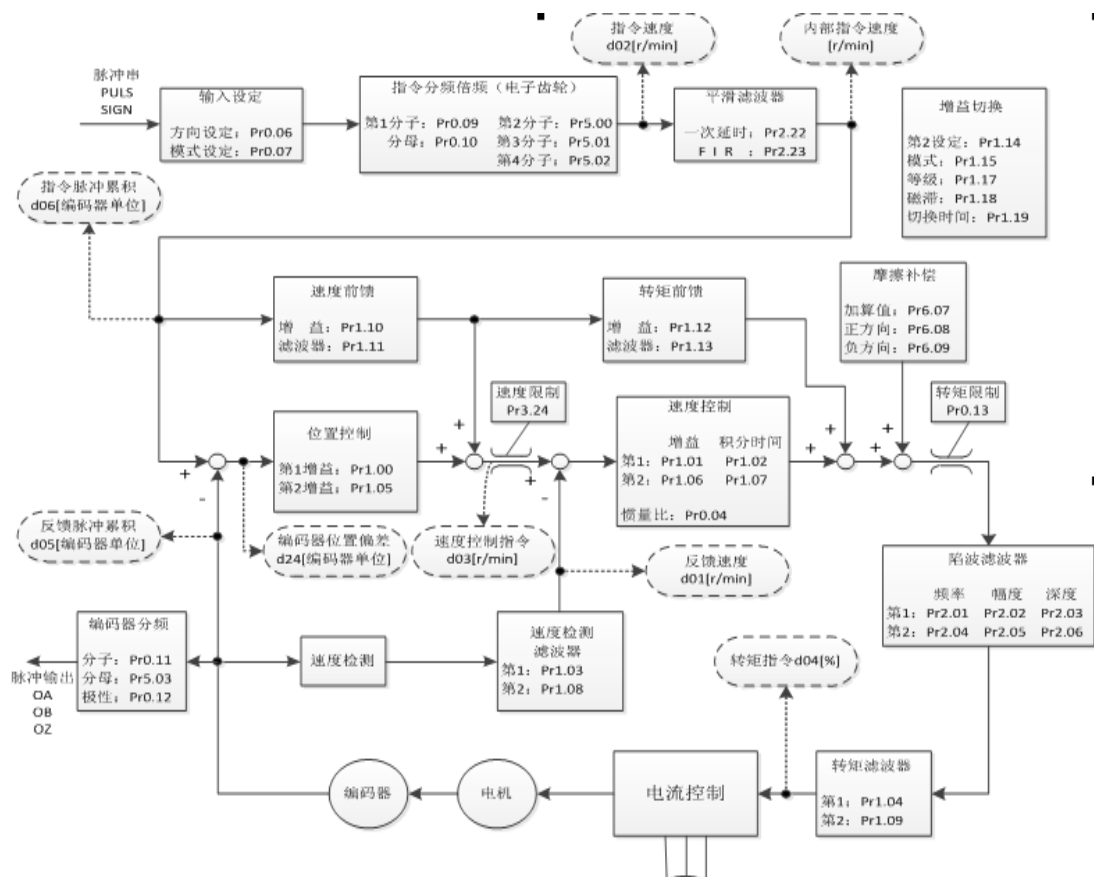 指令速度
d02[r/min]
内部指令速度
[r/min]
脉冲串
PULS
SIGN
输入设定
方向设定：Pr0.06
模式设定：Pr0.07
指令分频倍频（电子齿轮）
第1分子：Pr0.09 第2分子：Pr5.00
分母：Pr0.10 第3分子：Pr5.01
第4分子：Pr5.02
平滑滤波器
一次延时：Pr2.22
F I R ：Pr2.23
增益切换
第2设定：Pr1.14
模式：Pr1.15
等级：Pr1.17
磁滞：Pr1.18
切换时间：Pr1.19
指令脉冲累积
d06[编码器单位]
速度前馈
增 益：Pr1.10
滤波器：Pr1.11
转矩前馈
增 益：Pr1.12
滤波器：Pr1.13
摩擦补偿
加算值：Pr6.07
正方向：Pr6.08
负方向：Pr6.09
速度限制
Pr3.24
转矩限制
Pr0.13
位置控制
第1增益：Pr1.00
第2增益：Pr1.05
速度控制
增益 积分时间
第1：Pr1.01 Pr1.02
第2：Pr1.06 Pr1.07
惯量比：Pr0.04
+
-
+
+
+
-
+
+
+
+
反馈脉冲累积
d05[编码器单位]
编码器位置偏差
d24[编码器单位]
速度控制指令
d03[r/min]
反馈速度
d01[r/min]
陷波滤波器
频率 幅度 深度
第1：Pr2.01 Pr2.02 Pr2.03
第2：Pr2.04 Pr2.05 Pr2.06
编码器分频
分子：Pr0.11
分母：Pr5.03
极性：Pr0.12
脉冲输出
OA
OB
OZ
速度检测
速度检测
滤波器
第1：Pr1.03
第2：Pr1.08
转矩指令d04[%]
编码器
电机
电流控制
转矩滤波器
第1：Pr1.04
第2：Pr1.09